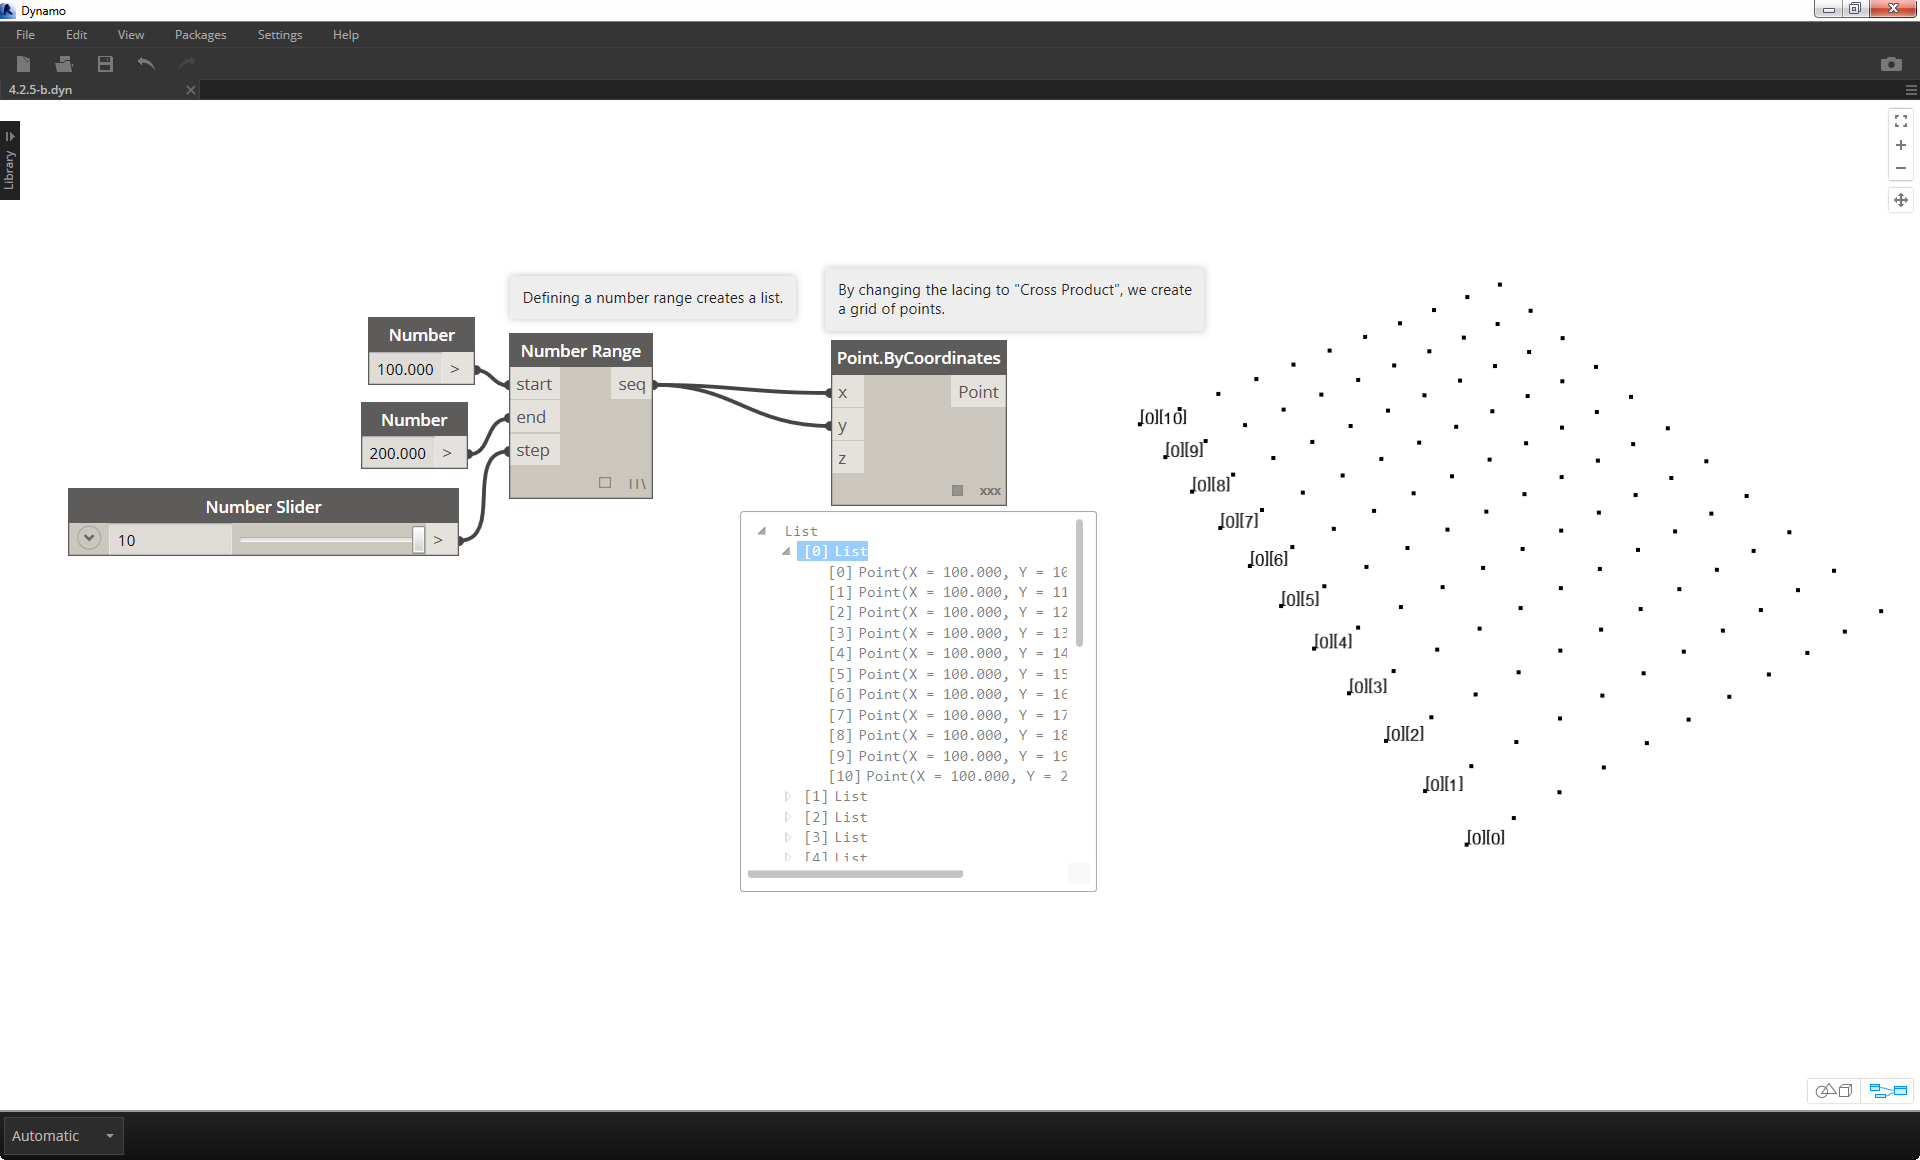 Dynamo
File Edit View Packages Settings Help
4.2.5-b.dyn
Library
Defining a number range creates a list.
By changing the lacing to "Cross Product", we create
a grid of points.
Number
100.000 >
Number
200.000 >
Number Slider
10 >
Number Range
start seq
end
step
Point.ByCoordinates
x Point
y
z
xxx
List
[0] List
[0] Point(X = 100.000, Y = 10
[1] Point(X = 100.000, Y = 11
[2] Point(X = 100.000, Y = 12
[3] Point(X = 100.000, Y = 13
[4] Point(X = 100.000, Y = 14
[5] Point(X = 100.000, Y = 15
[6] Point(X = 100.000, Y = 16
[7] Point(X = 100.000, Y = 17
[8] Point(X = 100.000, Y = 18
[9] Point(X = 100.000, Y = 19
[10] Point(X = 100.000, Y = 2
[1] List
[2] List
[3] List
[4] List
[0][10]
[0][9]
[0][8]
[0][7]
[0][6]
[0][5]
[0][4]
[0][3]
[0][2]
[0][1]
[0][0]
Automatic